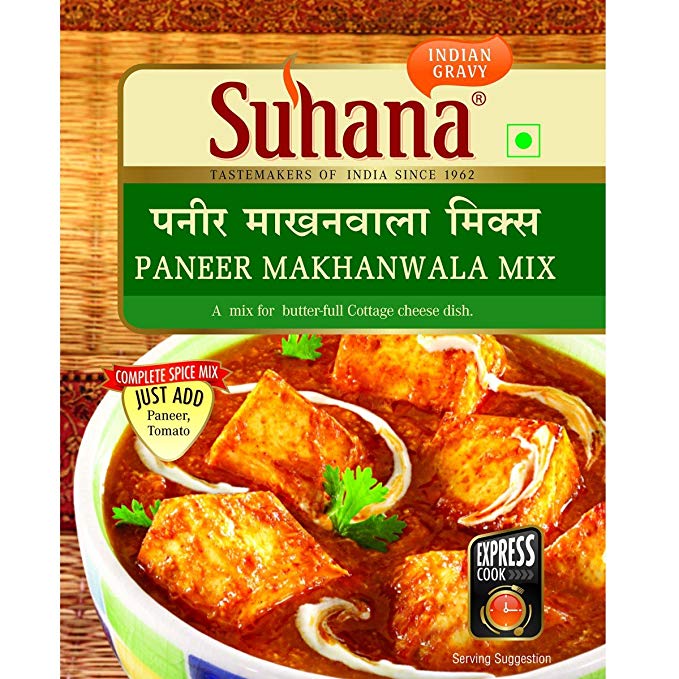 INDIAN
GRAVY
Suhana®
TASTEMAKERS OF INDIA SINCE 1962
पनीर माखनवाला मिक्स
PANEER MAKHANWALA MIX
A mix for butter-full Cottage cheese dish.
COMPLETE SPICE MIX
JUST ADD
Paneer,
Tomato
EXPRESS
COOK
Serving Suggestion